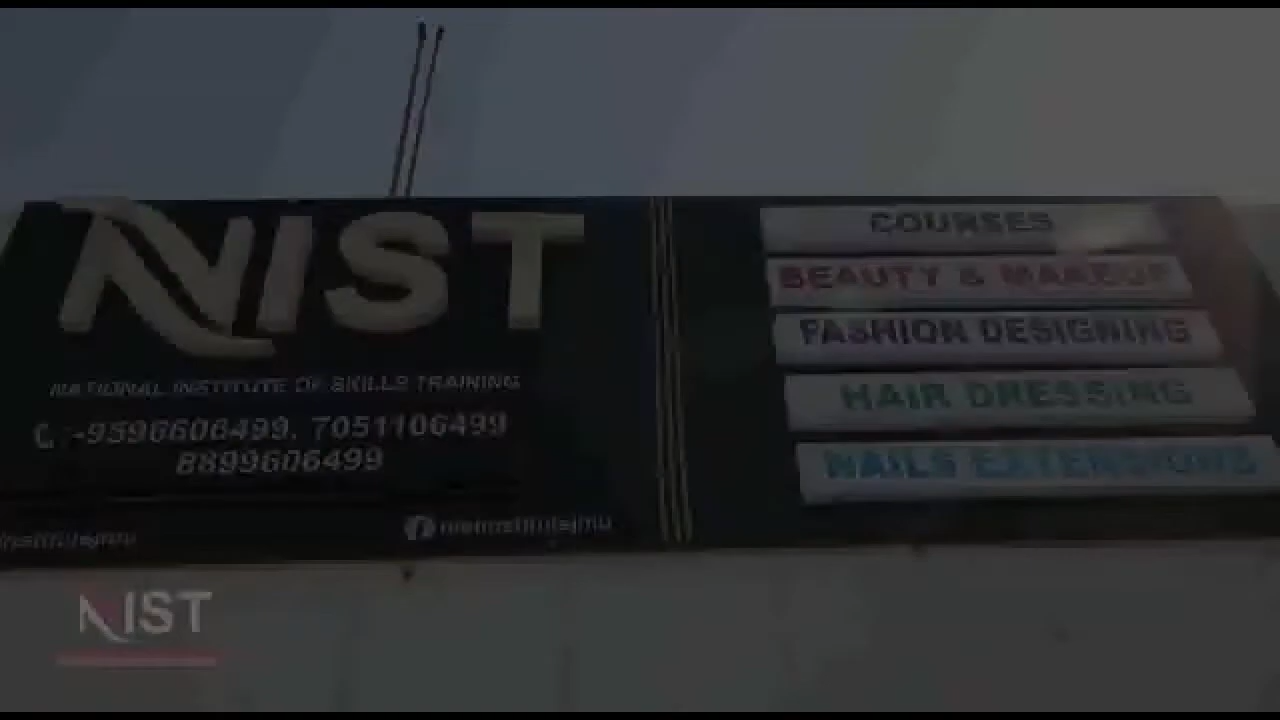 NIST
NATIONAL INSTITUTE OF SKILLS TRAINING
:-9596606499, 7051106499
8899606499
COURSES
BEAUTY & MAKEUP
FASHION DESIGNING
HAIR DRESSING
NAILS EXTENSIONS
NIST